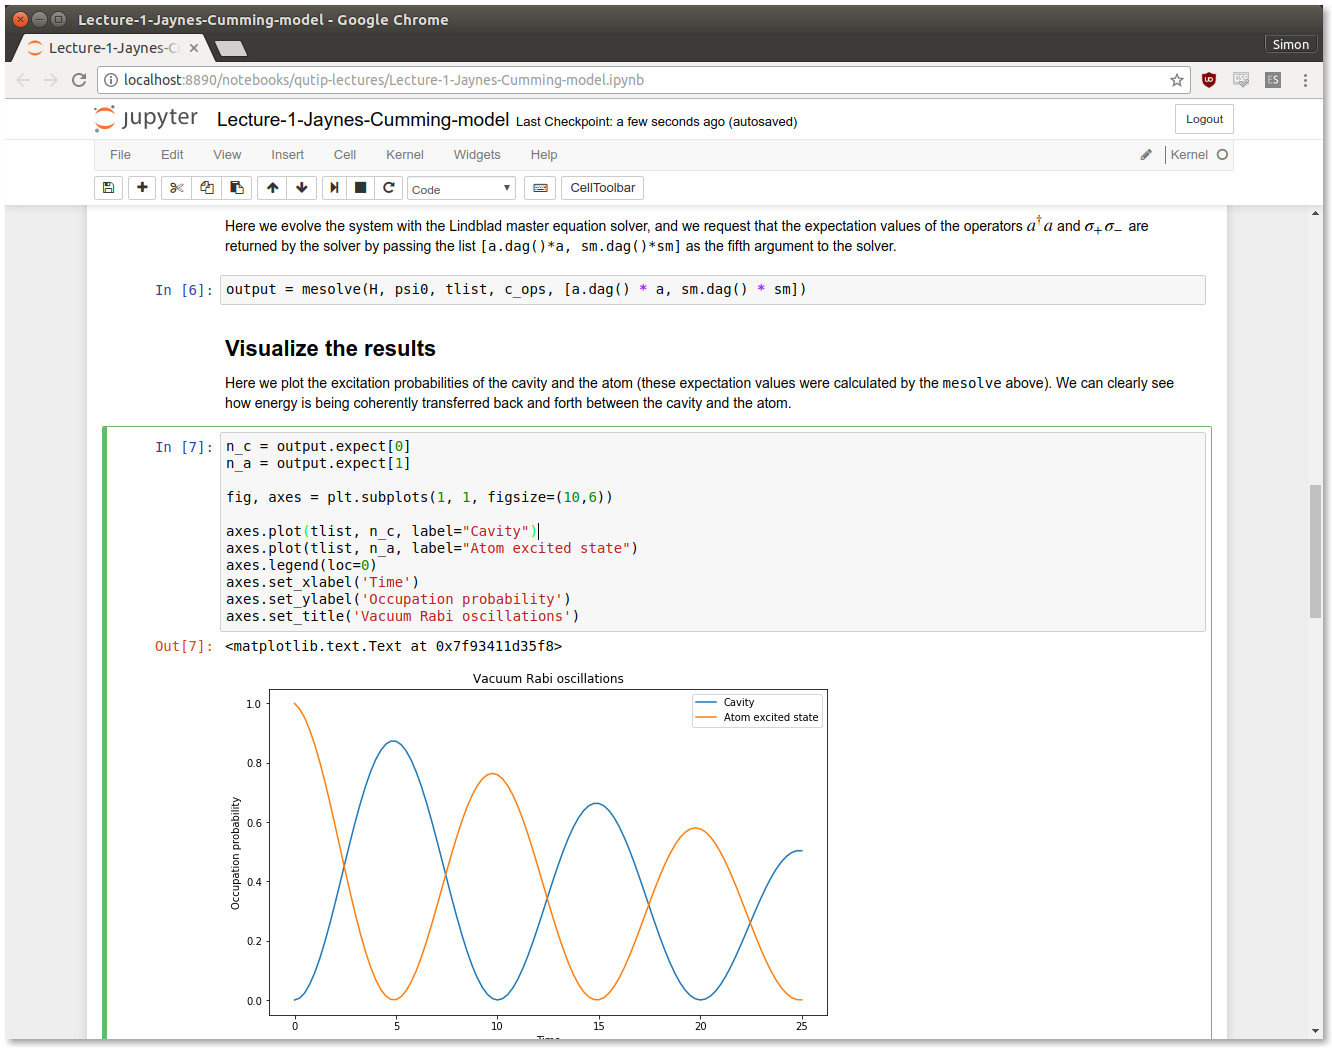 Lecture-1-Jaynes-Cumming-model - Google Chrome
Lecture-1-Jaynes-C
Simon
localhost:8890/notebooks/qutip-lectures/Lecture-1-Jaynes-Cumming-model.ipynb
CSS
ES
jupyter Lecture-1-Jaynes-Cumming-model Last Checkpoint: a few seconds ago (autosaved)
Logout
File Edit View Insert Cell Kernel Widgets Help
Kernel
Code
CellToolbar
Here we evolve the system with the Lindblad master equation solver, and we request that the expectation values of the operators a†a and σ₊σ₋ are
returned by the solver by passing the list [a.dag()*a, sm.dag()*sm] as the fifth argument to the solver.
In [6]: output = mesolve(H, psi0, tlist, c_ops, [a.dag() * a, sm.dag() * sm])
Visualize the results
Here we plot the excitation probabilities of the cavity and the atom (these expectation values were calculated by the mesolve above). We can clearly see
how energy is being coherently transferred back and forth between the cavity and the atom.
In [7]: n_c = output.expect[0]
n_a = output.expect[1]
fig, axes = plt.subplots(1, 1, figsize=(10,6))
axes.plot(tlist, n_c, label="Cavity")
axes.plot(tlist, n_a, label="Atom excited state")
axes.legend(loc=0)
axes.set_xlabel('Time')
axes.set_ylabel('Occupation probability')
axes.set_title('Vacuum Rabi oscillations')
Out[7]: <matplotlib.text.Text at 0x7f93411d35f8>
Vacuum Rabi oscillations
Cavity
Atom excited state
Occupation probability
1.0
0.8
0.6
0.4
0.2
0.0
0 5 10 15 20 25
Time